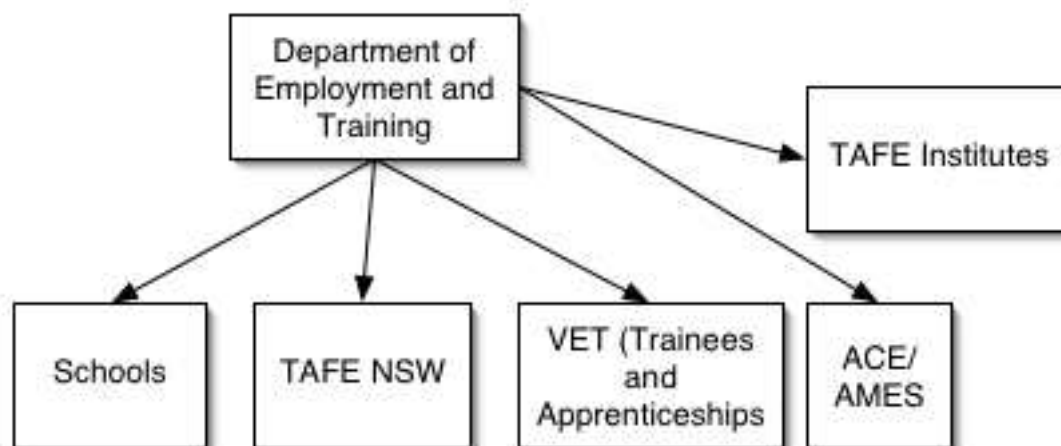 Department of
Employment and
Training
TAFE Institutes
Schools
TAFE NSW
VET (Trainees
and
Apprenticeships
ACE/
AMES